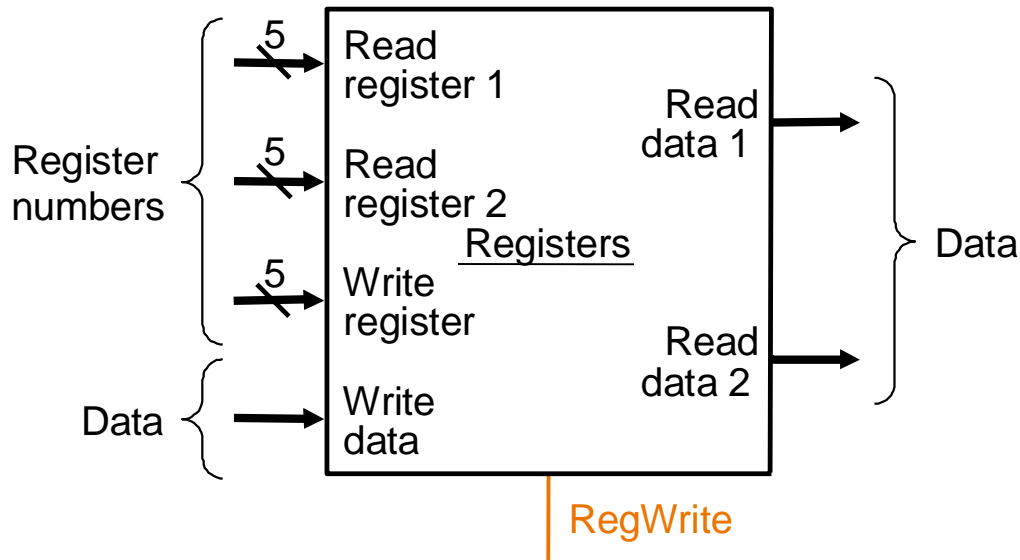 5
Read
register 1
Read
data 1
5
Register
numbers
Read
register 2
Registers
Data
5
Write
register
Read
data 2
Data
Write
data
RegWrite